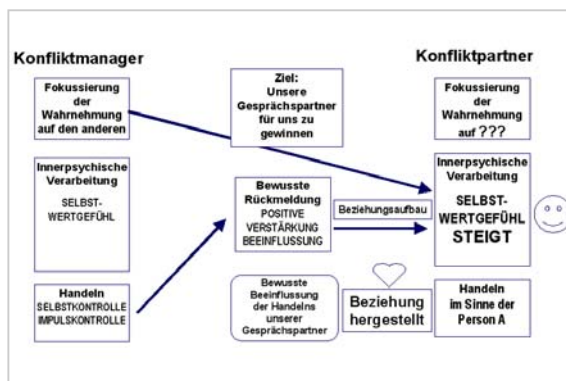 Konfliktmanager
Fokussierung
der
Wahrnehmung
auf den anderen
Innerpsychische
Verarbeitung
SELBST-
WERTGEFÜHL
Handeln
SELBSTKONTROLLE
IMPULSKONTROLLE
Ziel:
Unsere
Gesprächspartner
für uns zu
gewinnen
Bewusste
Rückmeldung
POSITIVE
VERSTÄRKUNG
BEEINFLUSSUNG
Beziehungsaufbau
Bewusste
Beeinflussung
der Handelns
unserer
Gesprächspartner
Beziehung
hergestellt
Konfliktpartner
Fokussierung
der
Wahrnehmung
auf ???
Innerpsychische
Verarbeitung
SELBST-
WERTGEFÜHL
STEIGT
Handeln
im Sinne der
Person A